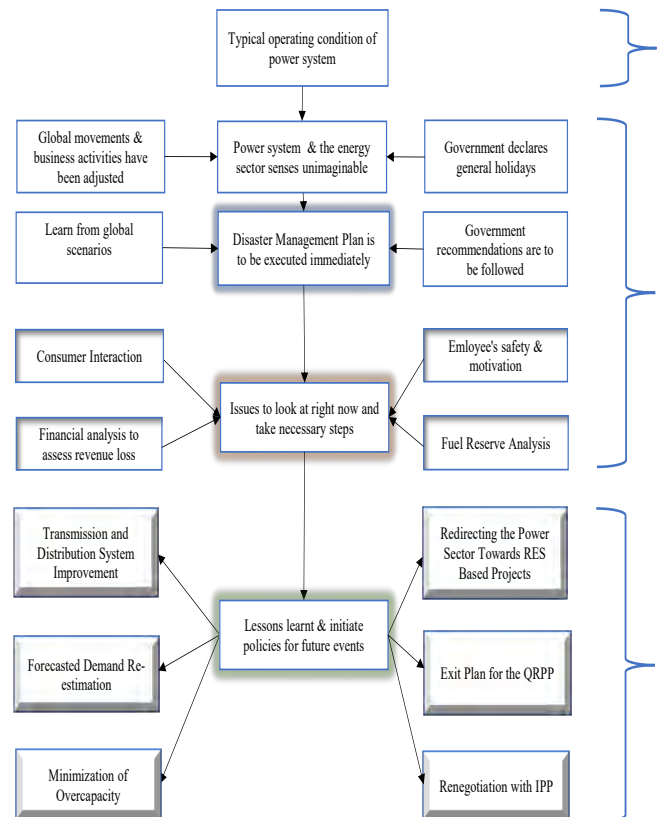 Typical operating condition of
power system
Global movements &
business activities have
been adjusted
Power system & the energy
sector senses unimaginable
Government declares
general holidays
Learn from global
scenarios
Disaster Management Plan is
to be executed immediately
Government
recommendations are to
be followed
Consumer Interaction
Emloyee's safety &
motivation
Issues to look at right now and
take necessary steps
Financial analysis to
assess revenue loss
Fuel Reserve Analysis
Transmission and
Distribution System
Improvement
Redirecting the Power
Sector Towards RES
Based Projects
Lessons learnt & initiate
policies for future events
Forecasted Demand Re-
estimation
Exit Plan for the QRPP
Minimization of
Overcapacity
Renegotiation with IPP